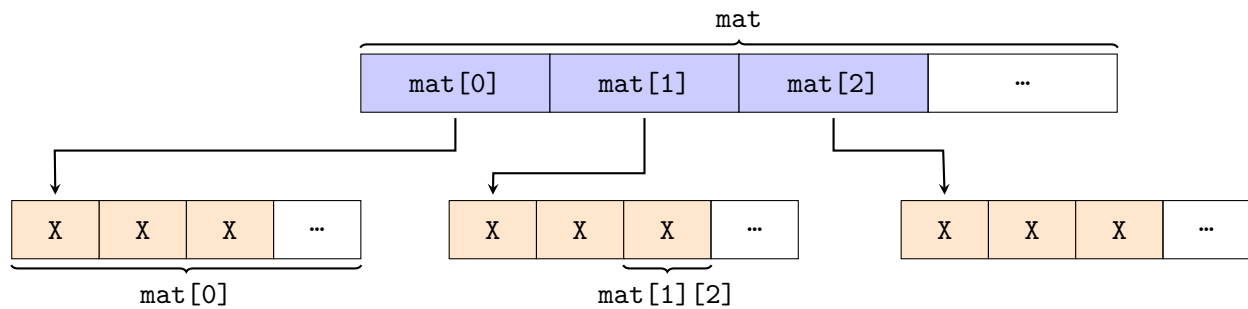 mat
mat[0] mat[1] mat[2] …
X X X … X X X … X X X …
mat[0] mat[1][2]